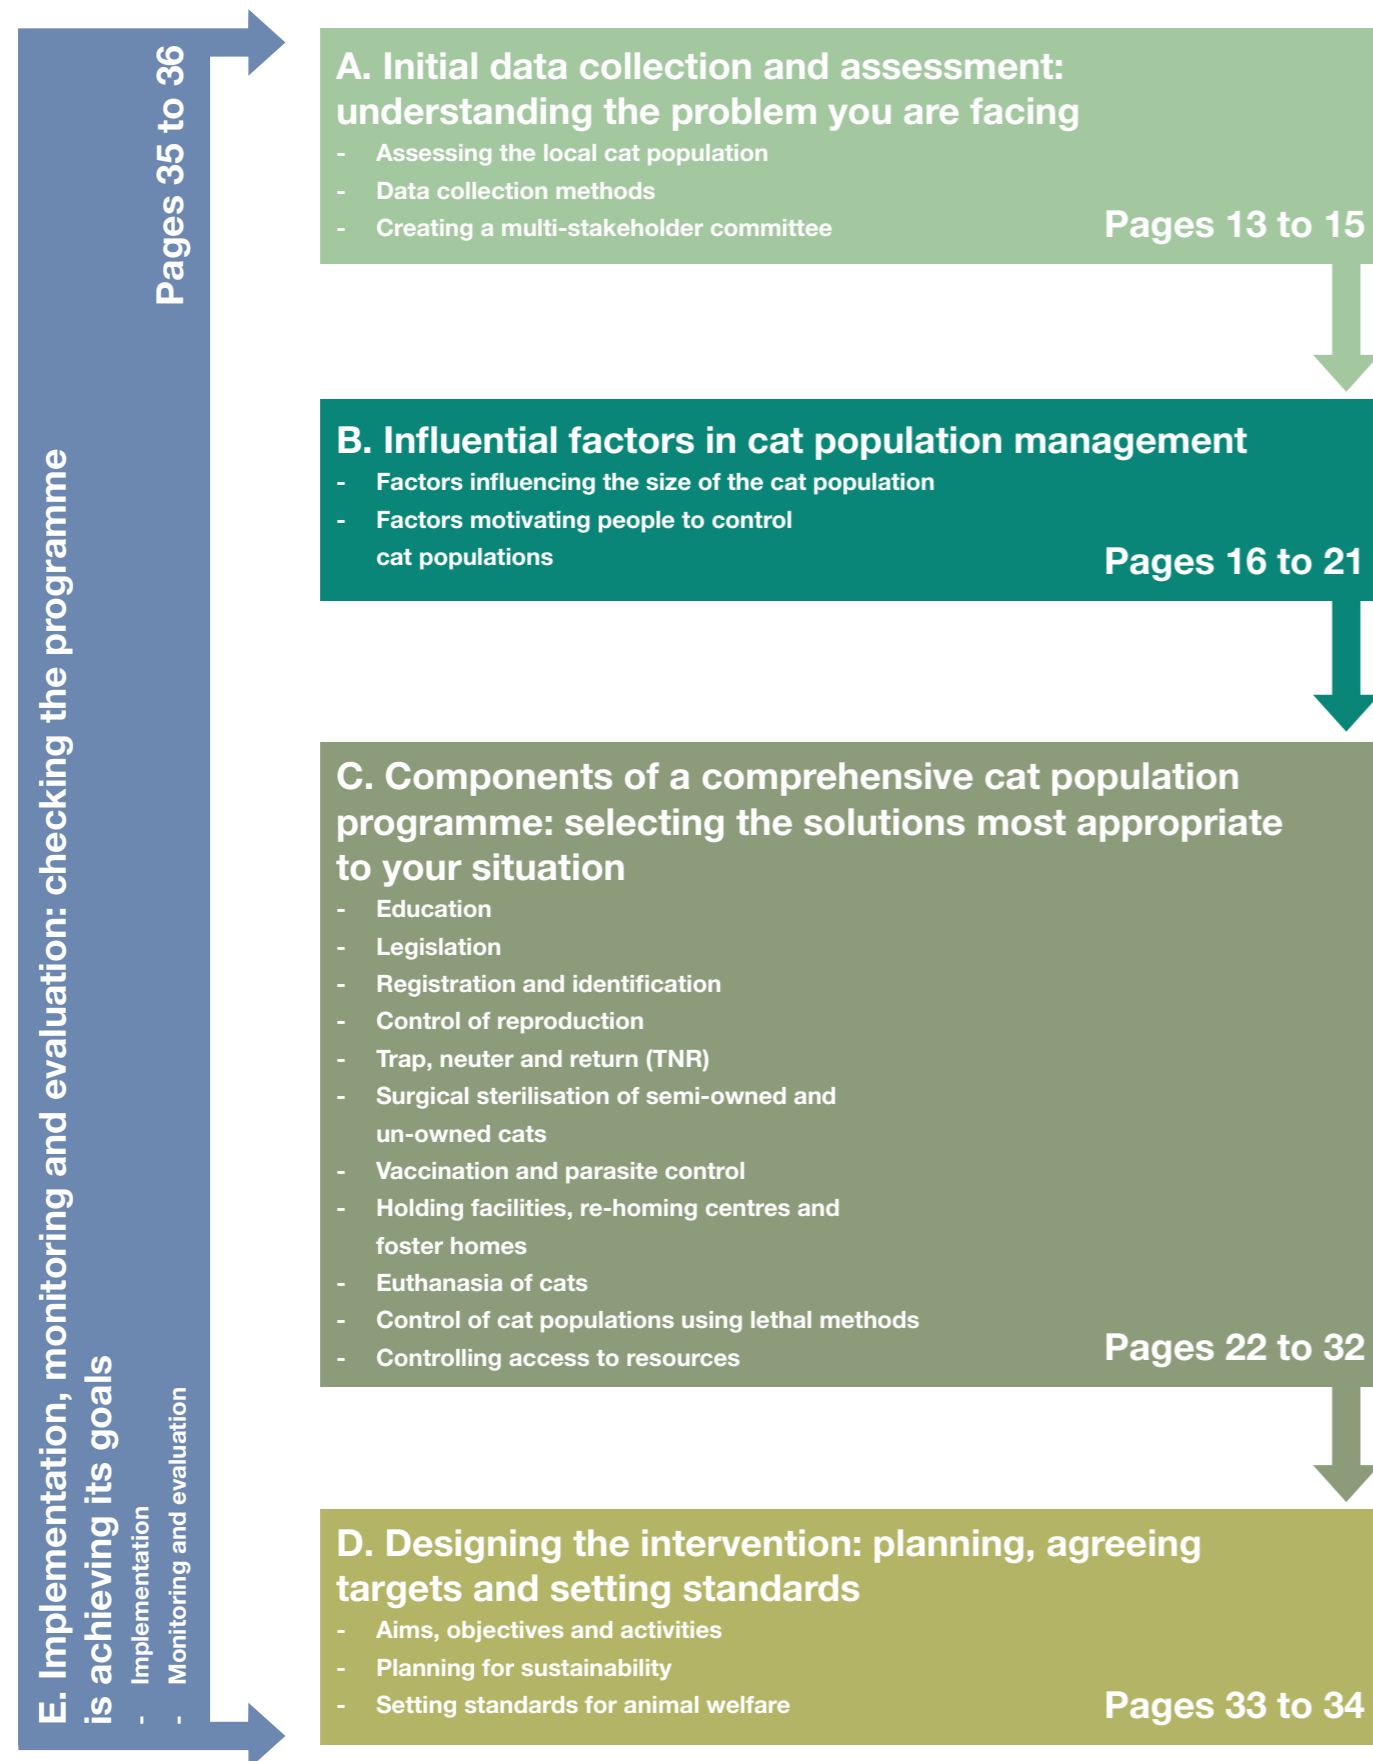 A. Initial data collection and assessment:
understanding the problem you are facing
- Assessing the local cat population
- Data collection methods
- Creating a multi-stakeholder committee
Pages 13 to 15
B. Influential factors in cat population management
- Factors influencing the size of the cat population
- Factors motivating people to control
cat populations
Pages 16 to 21
C. Components of a comprehensive cat population
programme: selecting the solutions most appropriate
to your situation
- Education
- Legislation
- Registration and identification
- Control of reproduction
- Trap, neuter and return (TNR)
- Surgical sterilisation of semi-owned and
un-owned cats
- Vaccination and parasite control
- Holding facilities, re-homing centres and
foster homes
- Euthanasia of cats
- Control of cat populations using lethal methods
- Controlling access to resources
Pages 22 to 32
D. Designing the intervention: planning, agreeing
targets and setting standards
- Aims, objectives and activities
- Planning for sustainability
- Setting standards for animal welfare
Pages 33 to 34
E. Implementation, monitoring and evaluation: checking the programme
is achieving its goals
- Implementation
- Monitoring and evaluation
Pages 35 to 36